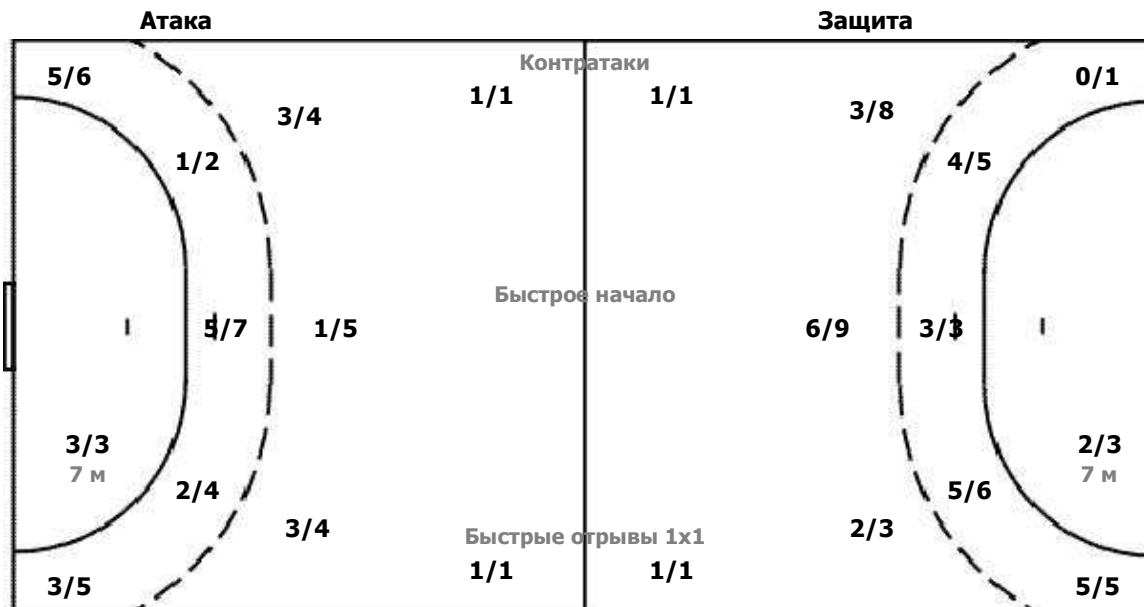 Атака Защита
Контратаки
5/6 1/1 1/1 0/1
3/4 3/8
1/2 4/5
Быстрое начало
5/7 1/5 6/9 3/3
3/3 2/3
7 м 7 м
2/4 5/6
3/4 Быстрые отрывы 1x1 2/3
1/1 1/1
3/5 5/5